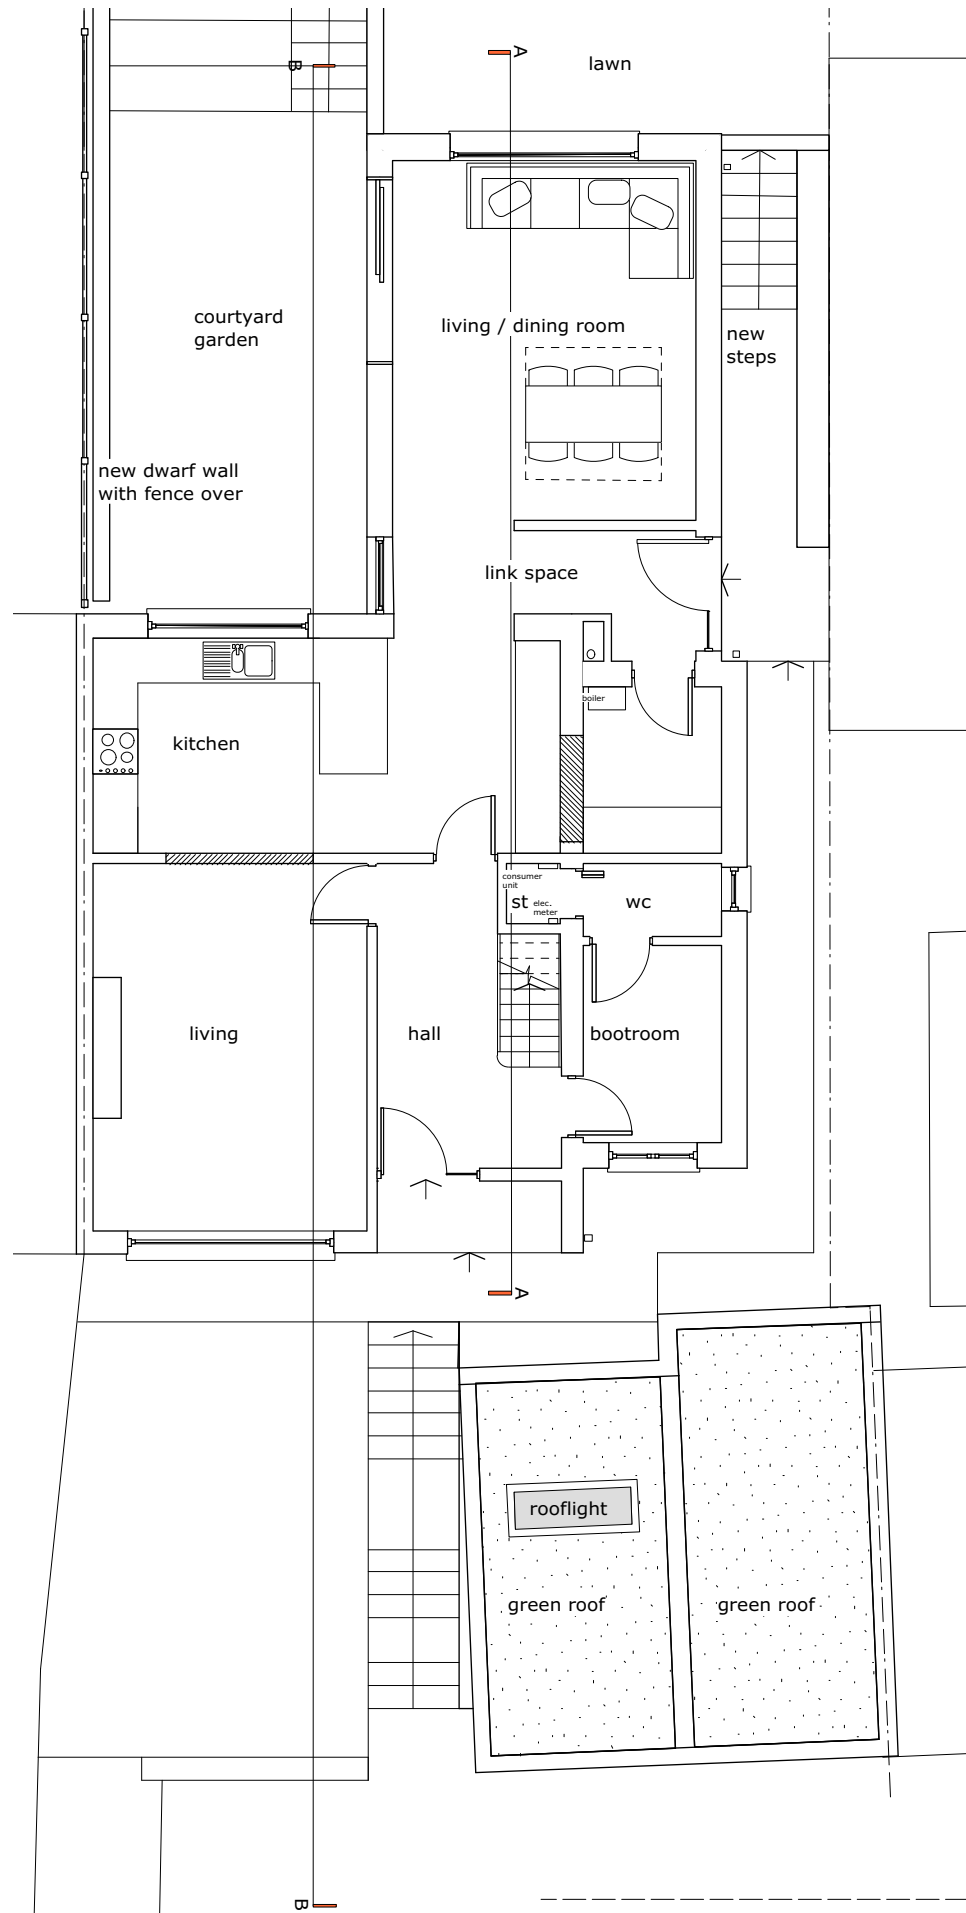 A
B
lawn
courtyard
garden
living / dining room
new
steps
new dwarf wall
with fence over
link space
boiler
kitchen
consumer
unit
st
elec.
meter
wc
living
hall
bootroom
A
rooflight
green roof
green roof
B